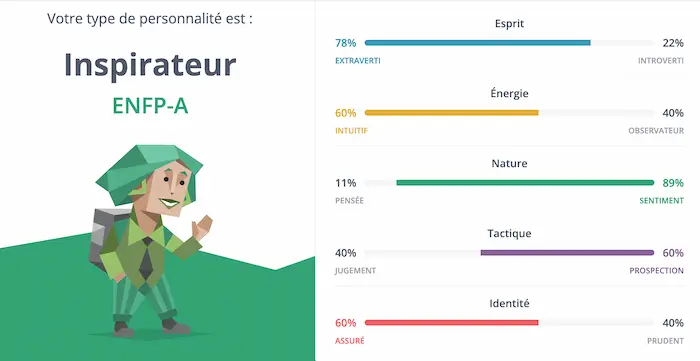 Votre type de personnalité est :
Inspirateur
ENFP-A
Esprit
78% 22%
EXTRAVERTI INTROVERTI
Énergie
60% 40%
INTUITIF OBSERVATEUR
Nature
11% 89%
PENSÉE SENTIMENT
Tactique
40% 60%
JUGEMENT PROSPECTION
Identité
60% 40%
ASSURÉ PRUDENT